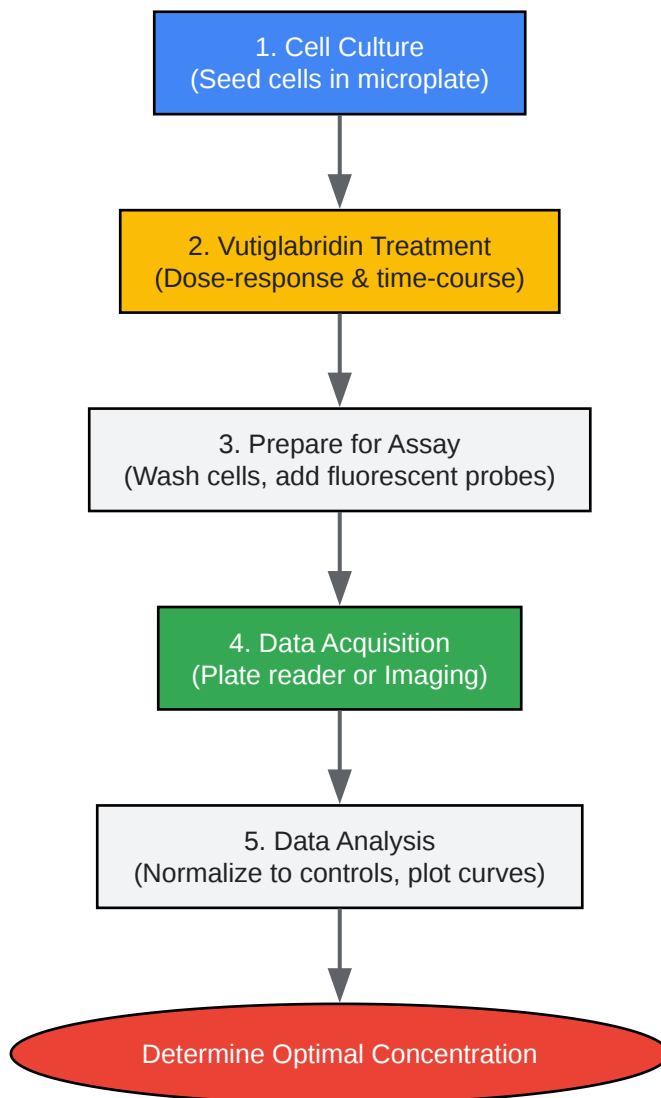 1. Cell Culture
(Seed cells in microplate)
2. Vutiglabridin Treatment
(Dose-response & time-course)
3. Prepare for Assay
(Wash cells, add fluorescent probes)
4. Data Acquisition
(Plate reader or Imaging)
5. Data Analysis
(Normalize to controls, plot curves)
Determine Optimal Concentration